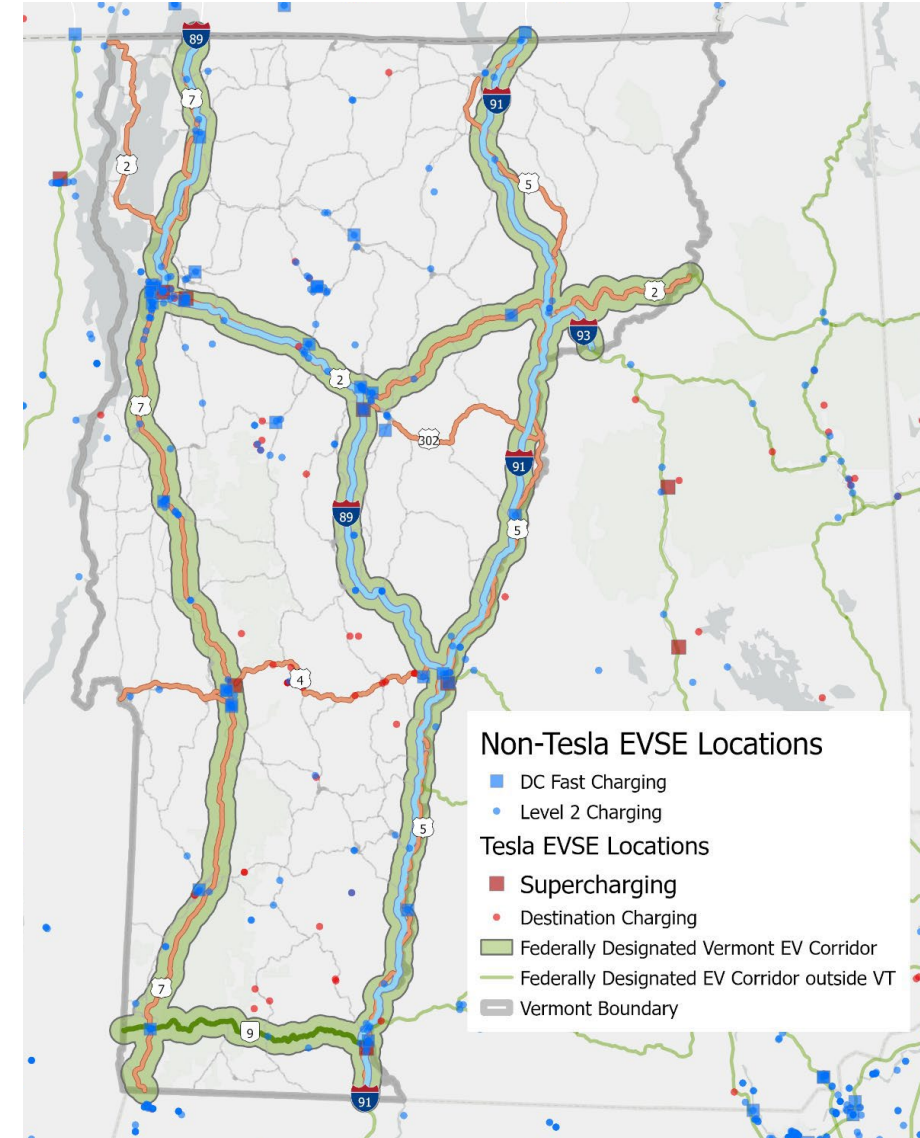 89
7
91
2
5
2
93
2
7
302
91
89
5
4
Non-Tesla EVSE Locations
DC Fast Charging
Level 2 Charging
5
Tesla EVSE Locations
Supercharging
Destination Charging
Federally Designated Vermont EV Corridor
Federally Designated EV Corridor outside VT
7
Vermont Boundary
9
91